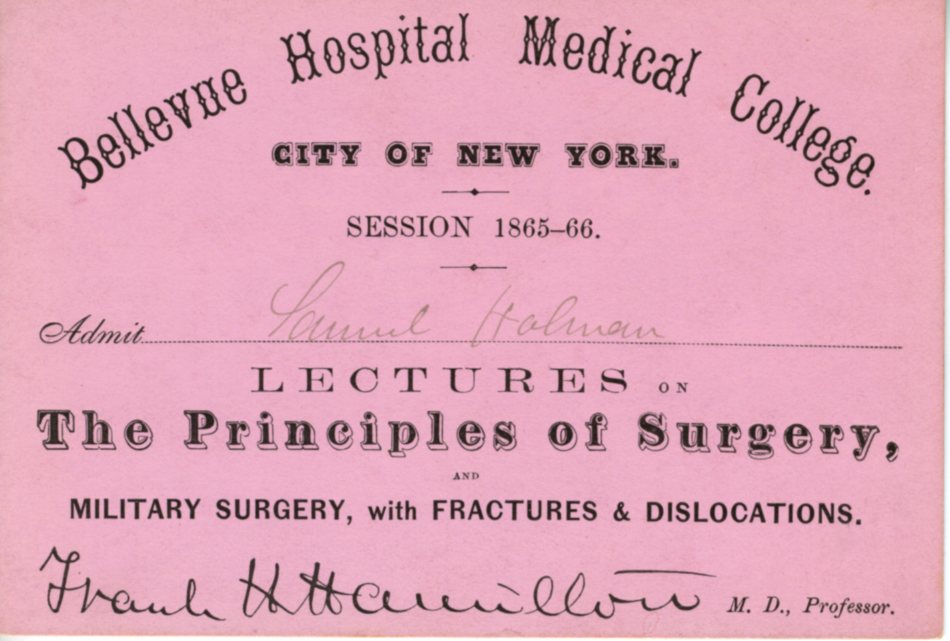 Bellevue Hospital Medical College.
CITY OF NEW YORK.
SESSION 1865–66.
Admit Samuel Holman
LECTURES ON
The Principles of Surgery,
AND
MILITARY SURGERY, with FRACTURES & DISLOCATIONS.
Frank H Hamilton M. D., Professor.